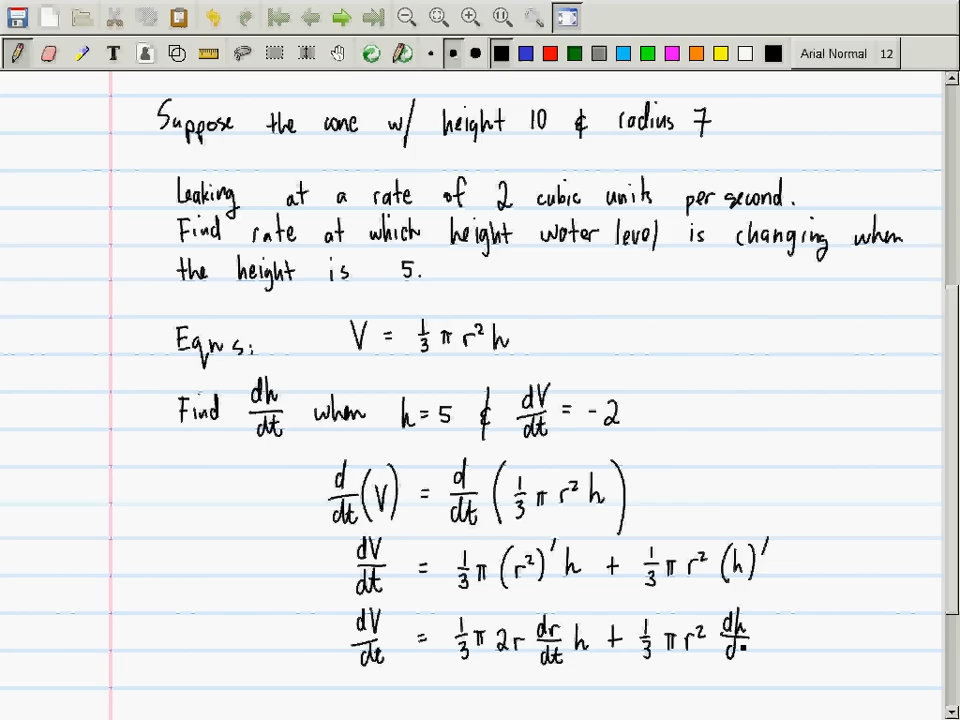 Arial Normal 12
Suppose the cone w/ height 10 & radius 7
Leaking at a rate of 2 cubic units per second.
Find rate at which height water level is changing when
the height is 5.
Eqns: V = 1/3 π r² h
Find dh/dt when h = 5 & dV/dt = -2
d/dt (V) = d/dt (1/3 π r² h)
dV/dt = 1/3 π (r²)' h + 1/3 π r² (h)'
dV/dt = 1/3 π 2r dr/dt h + 1/3 π r² dh/d